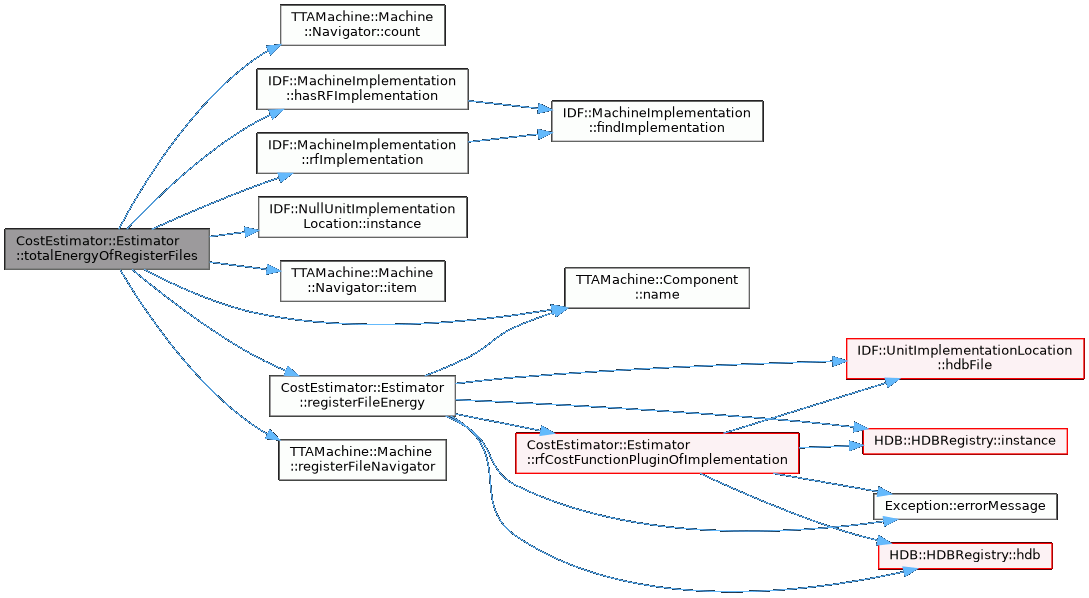 TTAMachine::Machine
::Navigator::count
IDF::MachineImplementation
::hasRFImplementation
IDF::MachineImplementation
::findImplementation
IDF::MachineImplementation
::rfImplementation
IDF::NullUnitImplementation
Location::instance
CostEstimator::Estimator
::totalEnergyOfRegisterFiles
TTAMachine::Machine
::Navigator::item
TTAMachine::Component
::name
IDF::UnitImplementationLocation
::hdbFile
CostEstimator::Estimator
::registerFileEnergy
HDB::HDBRegistry::instance
CostEstimator::Estimator
::rfCostFunctionPluginOfImplementation
TTAMachine::Machine
::registerFileNavigator
Exception::errorMessage
HDB::HDBRegistry::hdb